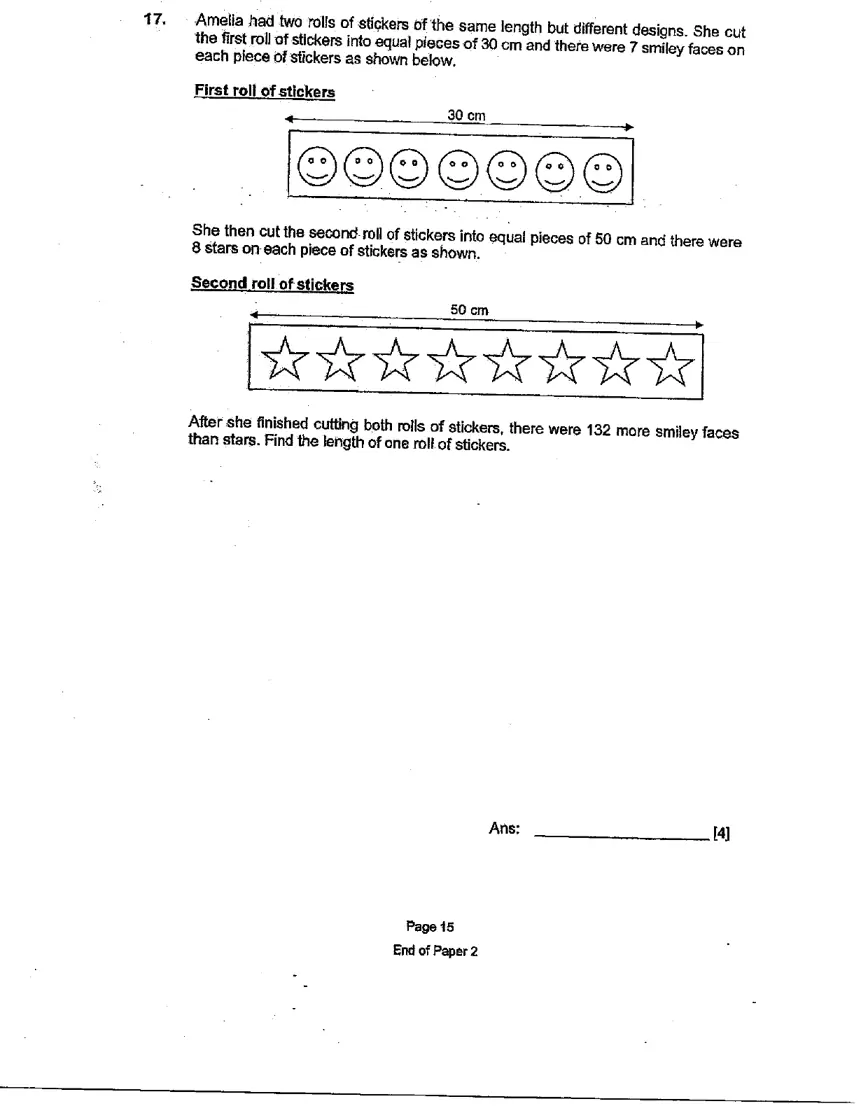 17. Amelia had two rolls of stickers of the same length but different designs. She cut
the first roll of stickers into equal pieces of 30 cm and there were 7 smiley faces on
each piece of stickers as shown below.
First roll of stickers
30 cm
She then cut the second roll of stickers into equal pieces of 50 cm and there were
8 stars on each piece of stickers as shown.
Second roll of stickers
50 cm
After she finished cutting both rolls of stickers, there were 132 more smiley faces
than stars. Find the length of one roll of stickers.
Ans: ____________________ [4]
Page 15
End of Paper 2